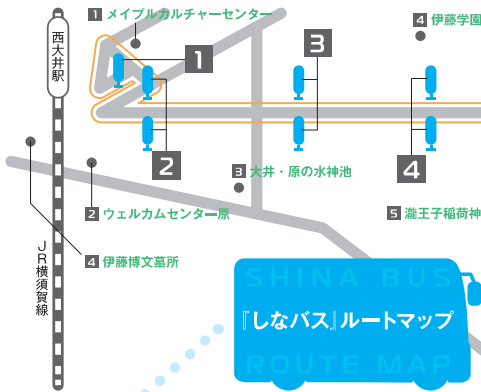 1 メイプルカルチャーセンター
4 伊藤学園
西大井駅
1
3
2
4
3 大井・原の水神池
2 ウェルカムセンター原
5 瀧王子稲荷神
4 伊藤博文墓所
JR横須賀線
SHINA BUS
『しなバス』ルートマップ
ROUTE MAP